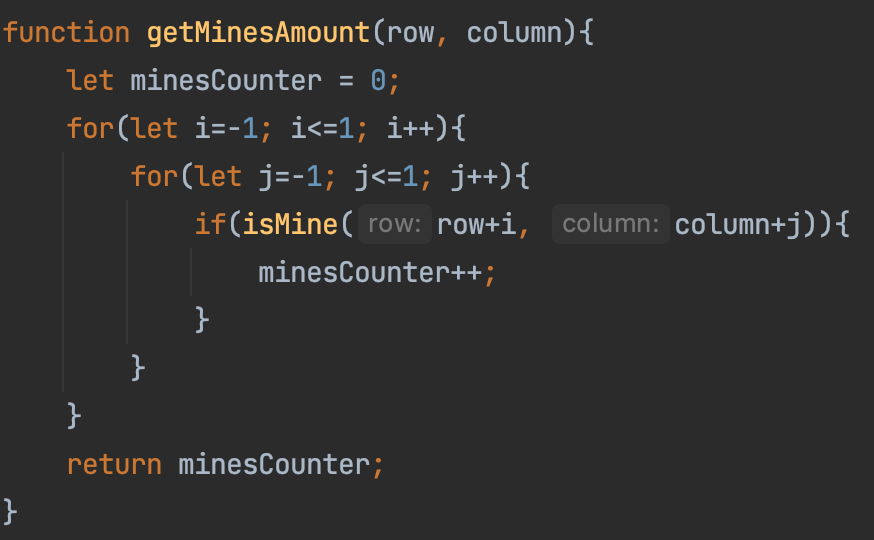 function getMinesAmount(row, column){
    let minesCounter = 0;
    for(let i=-1; i<=1; i++){
        for(let j=-1; j<=1; j++){
            if(isMine( row: row+i, column: column+j)){
                minesCounter++;
            }
        }
    }
    return minesCounter;
}